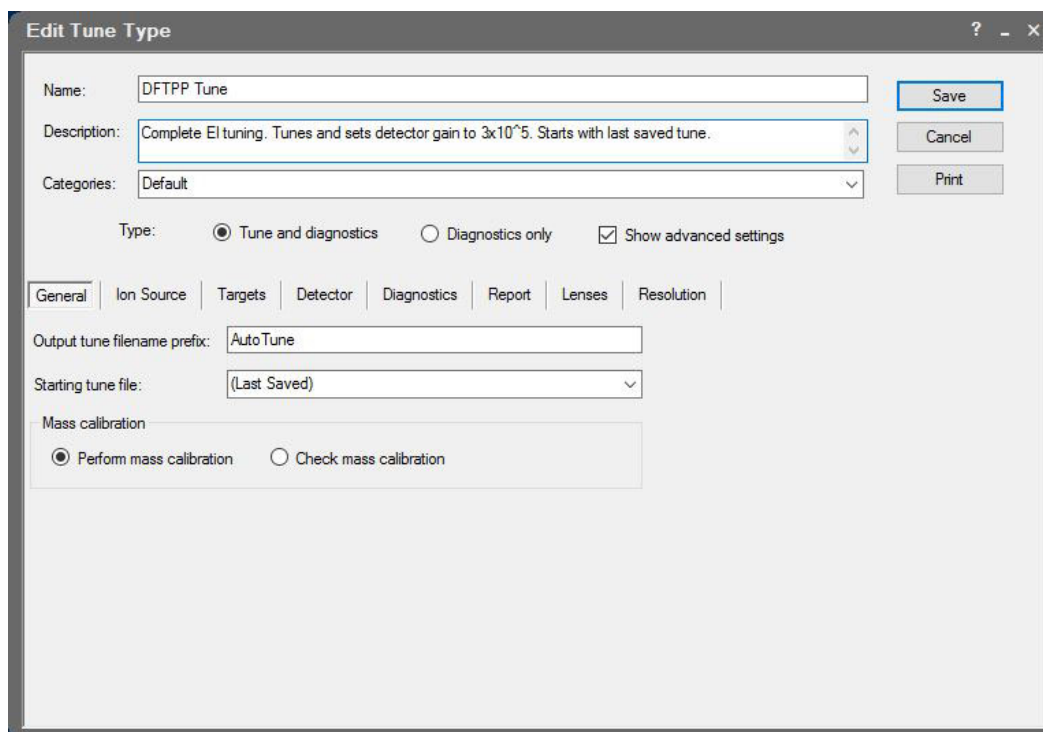 Edit Tune Type
Name: DFTPP Tune
Save
Description: Complete EI tuning. Tunes and sets detector gain to 3x10^5. Starts with last saved tune.
Cancel
Categories: Default
Print
Type: Tune and diagnostics Diagnostics only Show advanced settings
General Ion Source Targets Detector Diagnostics Report Lenses Resolution
Output tune filename prefix: AutoTune
Starting tune file: (Last Saved)
Mass calibration
Perform mass calibration Check mass calibration